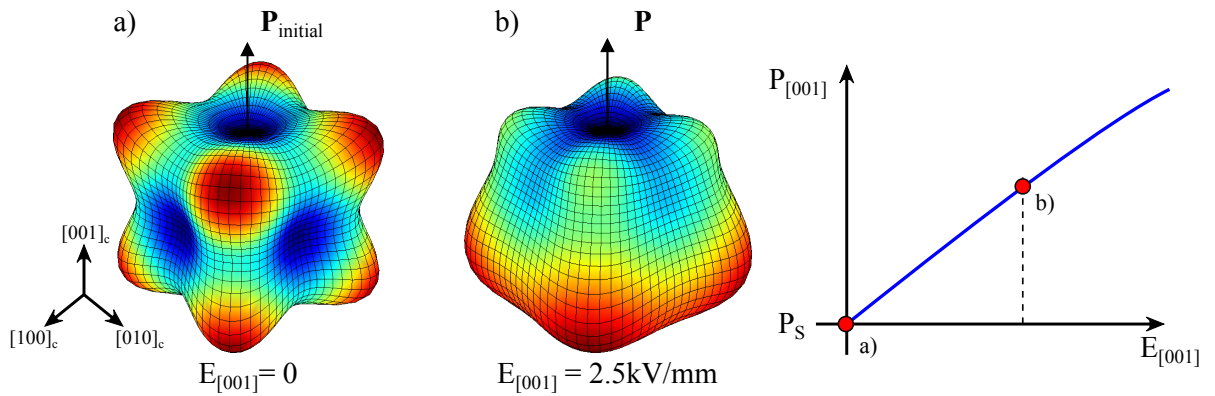 a)
P_initial
b)
P
P_[001]
[001]_c
[100]_c
[010]_c
E_[001]= 0
E_[001] = 2.5kV/mm
P_S
a)
b)
E_[001]